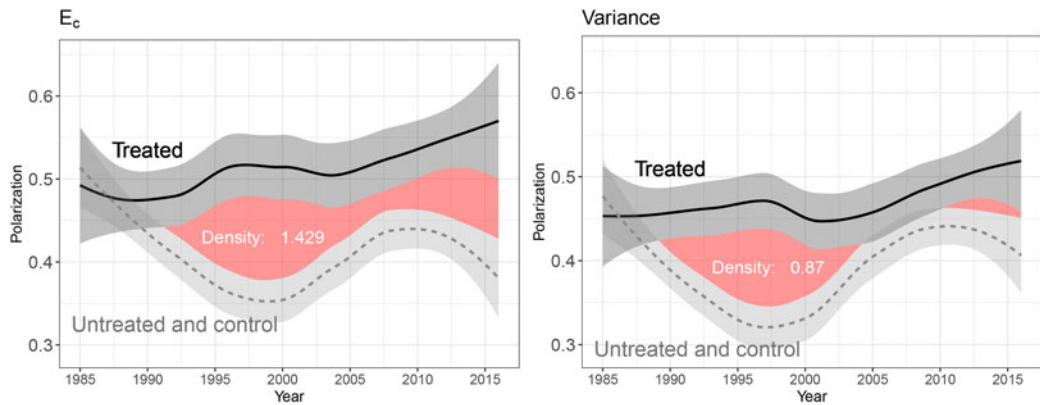 E_c
Polarization
0.6
0.5
0.4
0.3
Treated
Density: 1.429
Untreated and control
1985 1990 1995 2000 2005 2010 2015
Year
Variance
Polarization
0.6
0.5
0.4
0.3
Treated
Density: 0.87
Untreated and control
1985 1990 1995 2000 2005 2010 2015
Year